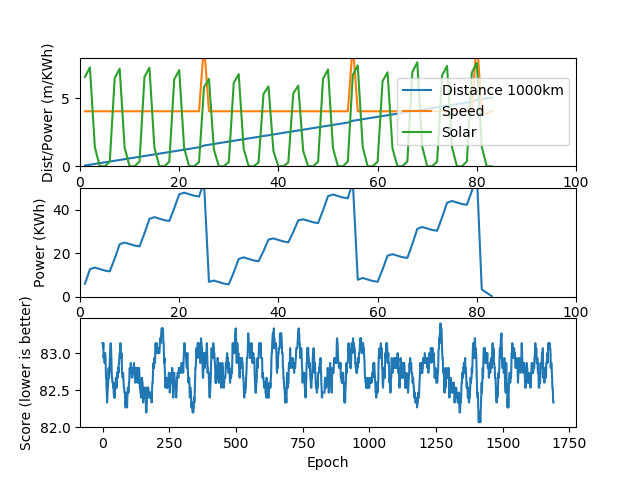 Dist/Power (m/KWh)
5
0
Distance 1000km
Speed
Solar
0 20 40 60 80 100
Power (KWh)
40
20
0
0 20 40 60 80 100
Score (lower is better)
83.0
82.5
82.0
0 250 500 750 1000 1250 1500 1750
Epoch